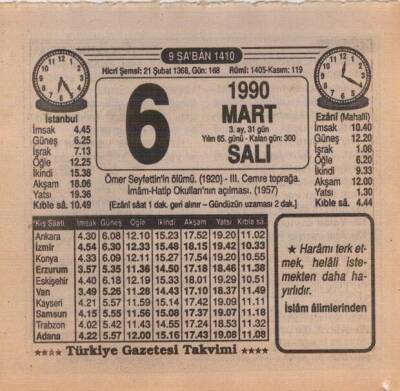 9 ŞA'BAN 1410
Hicrî Şemsî: 21 Şubat 1368, Gün: 168 Rûmî: 1405-Kasım: 119
İstanbul
İmsak 4.45
Güneş 6.25
İşrak 7.13
Öğle 12.25
İkindi 15.38
Akşam 18.06
Yatsı 19.36
Kıble sâ. 10.49
6
1990
MART
3. ay, 31 gün
Yılın 65. günü - Kalan gün: 300
SALI
Ömer Seyfettin'in ölümü. (1920) - III. Cemre toprağa.
İmâm-Hatip Okulları'nın açılması. (1957)
[Ezânî sâat 1 dak. geri alınır – Gündüzün uzaması 2 dak.]
Ezânî (Mahallî)
İmsak 10.40
Güneş 12.20
İşrak 1.08
Öğle 6.20
İkindi 9.33
Akşam 12.00
Yatsı 1.30
Kıble sâ. 4.44
Kış Saati İmsak Güneş Öğle İkindi Akşam Yatsı Kıble sâ.
Ankara 4.30 6.08 12.10 15.23 17.52 19.20 11.02
İzmir 4.54 6.30 12.33 15.48 18.15 19.42 10.33
Konya 4.33 6.09 12.11 15.27 17.54 19.20 10.55
Erzurum 3.57 5.35 11.36 14.50 17.18 18.46 11.38
Eskişehir 4.40 6.18 12.19 15.33 18.01 19.29 10.51
Van 3.49 5.26 11.28 14.43 17.10 18.37 11.49
Kayseri 4.21 5.57 11.59 15.14 17.42 19.09 11.11
Samsun 4.15 5.55 11.56 15.08 17.37 19.07 11.18
Trabzon 4.02 5.42 11.43 14.55 17.24 18.53 11.32
Adana 4.22 5.57 12.00 15.16 17.43 19.08 11.08
★ Harâmı terk et-
mek, helâli iste-
mekten daha ha-
yırlıdır.
İslâm âlimlerinden
★★★★ Türkiye Gazetesi Takvimi ★★★★